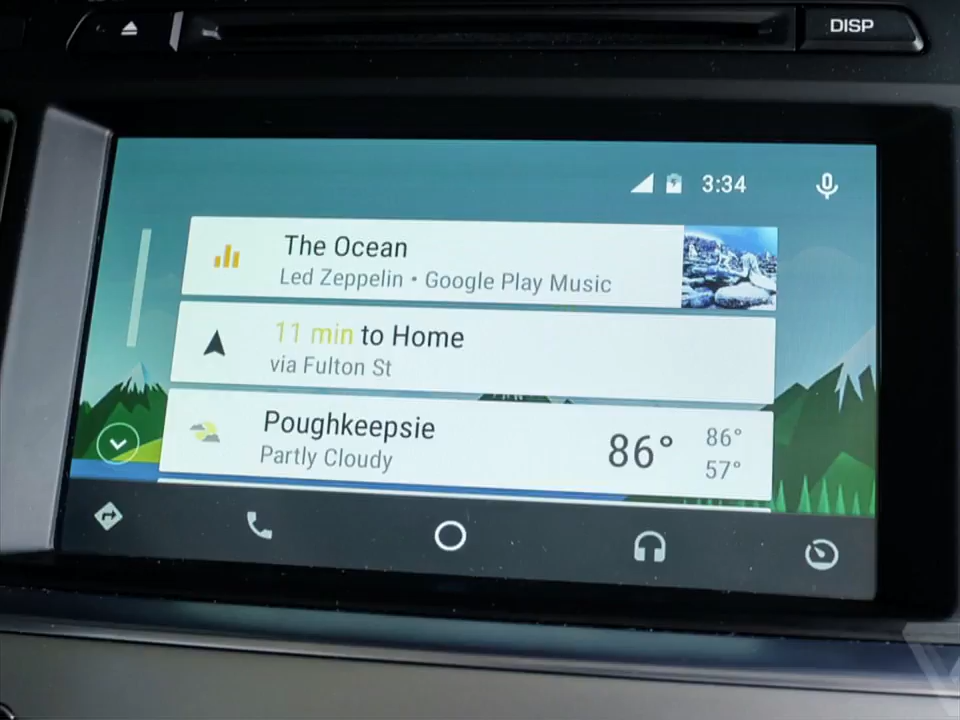 DISP
3:34
The Ocean
Led Zeppelin • Google Play Music
11 min to Home
via Fulton St
Poughkeepsie
Partly Cloudy
86°
86°
57°